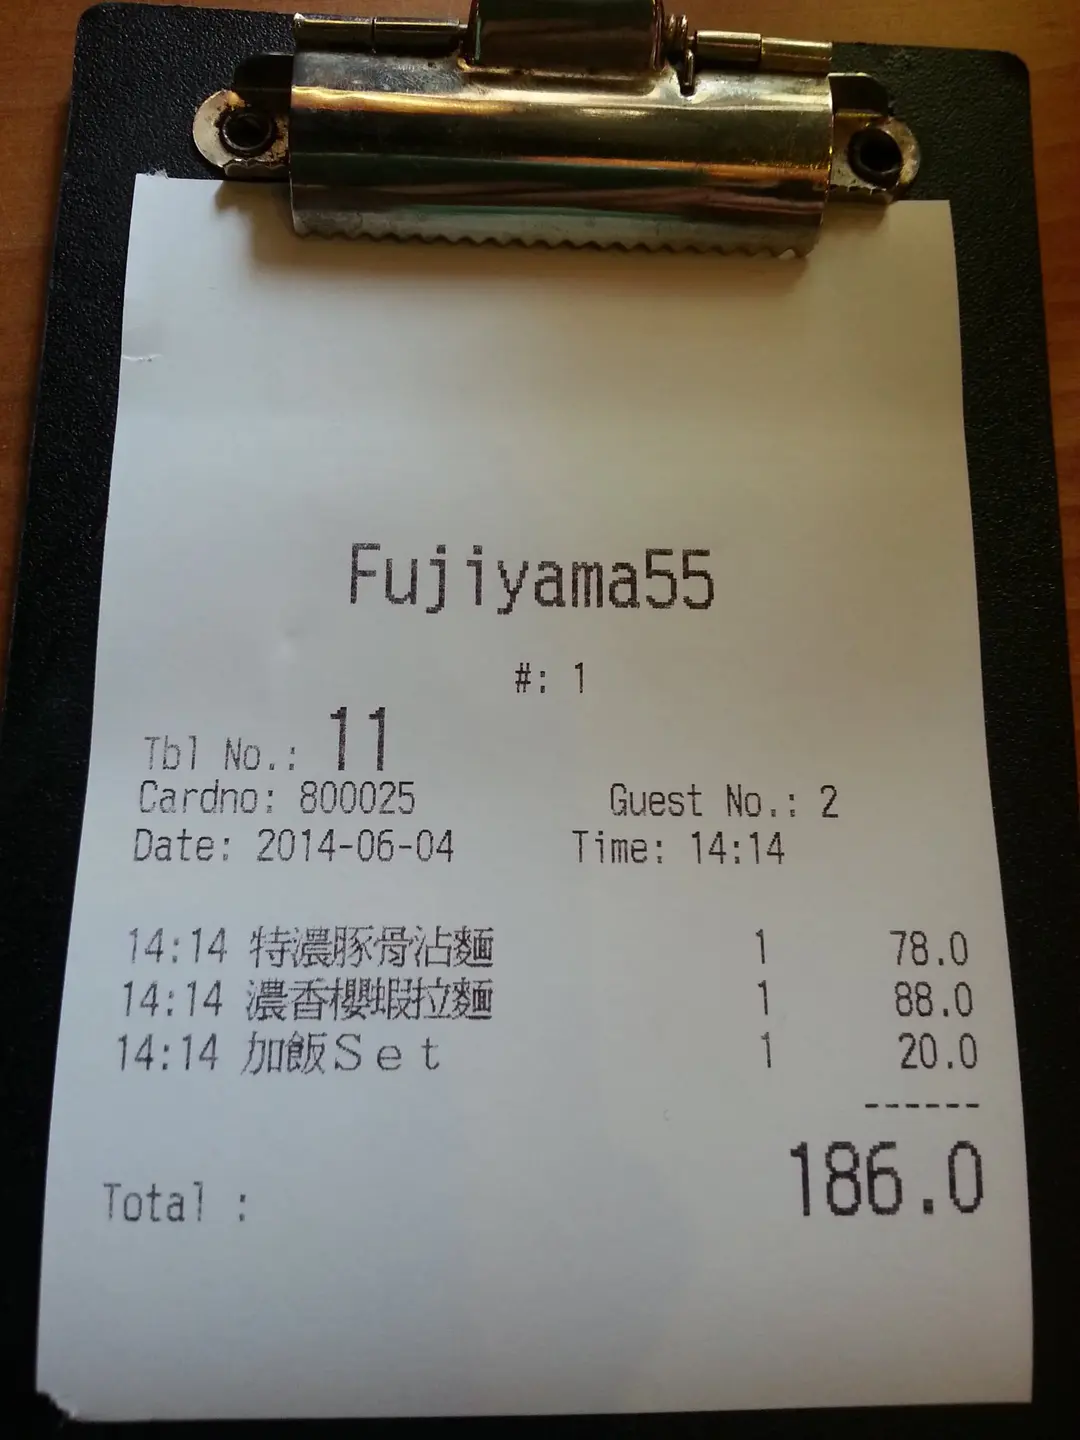 Fujiyama55
#: 1
Tbl No.: 11
Cardno: 800025 Guest No.: 2
Date: 2014-06-04 Time: 14:14
14:14 特濃豚骨沾麵 1 78.0
14:14 濃香櫻蝦拉麵 1 88.0
14:14 加飯Set 1 20.0
------
Total : 186.0